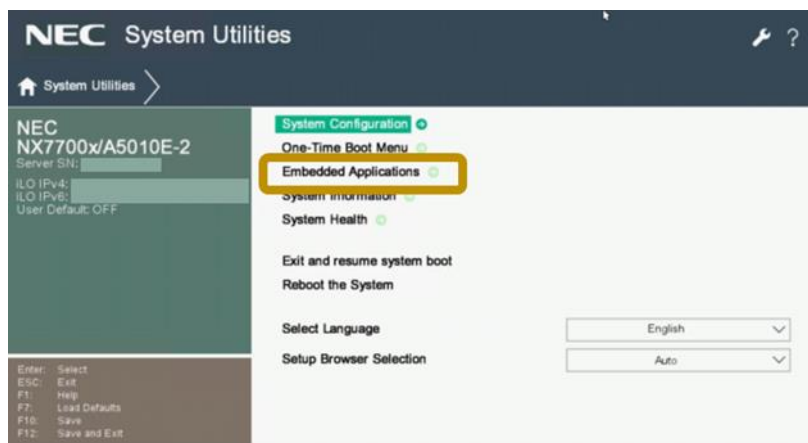 NEC System Utilities
?
System Utilities
NEC
NX7700x/A5010E-2
Server SN:
iLO IPv4:
iLO IPv6:
User Default: OFF
Enter: Select
ESC: Exit
F1: Help
F7: Load Defaults
F10: Save
F12: Save and Exit
System Configuration
One-Time Boot Menu
Embedded Applications
System Information
System Health
Exit and resume system boot
Reboot the System
Select Language English
Setup Browser Selection Auto